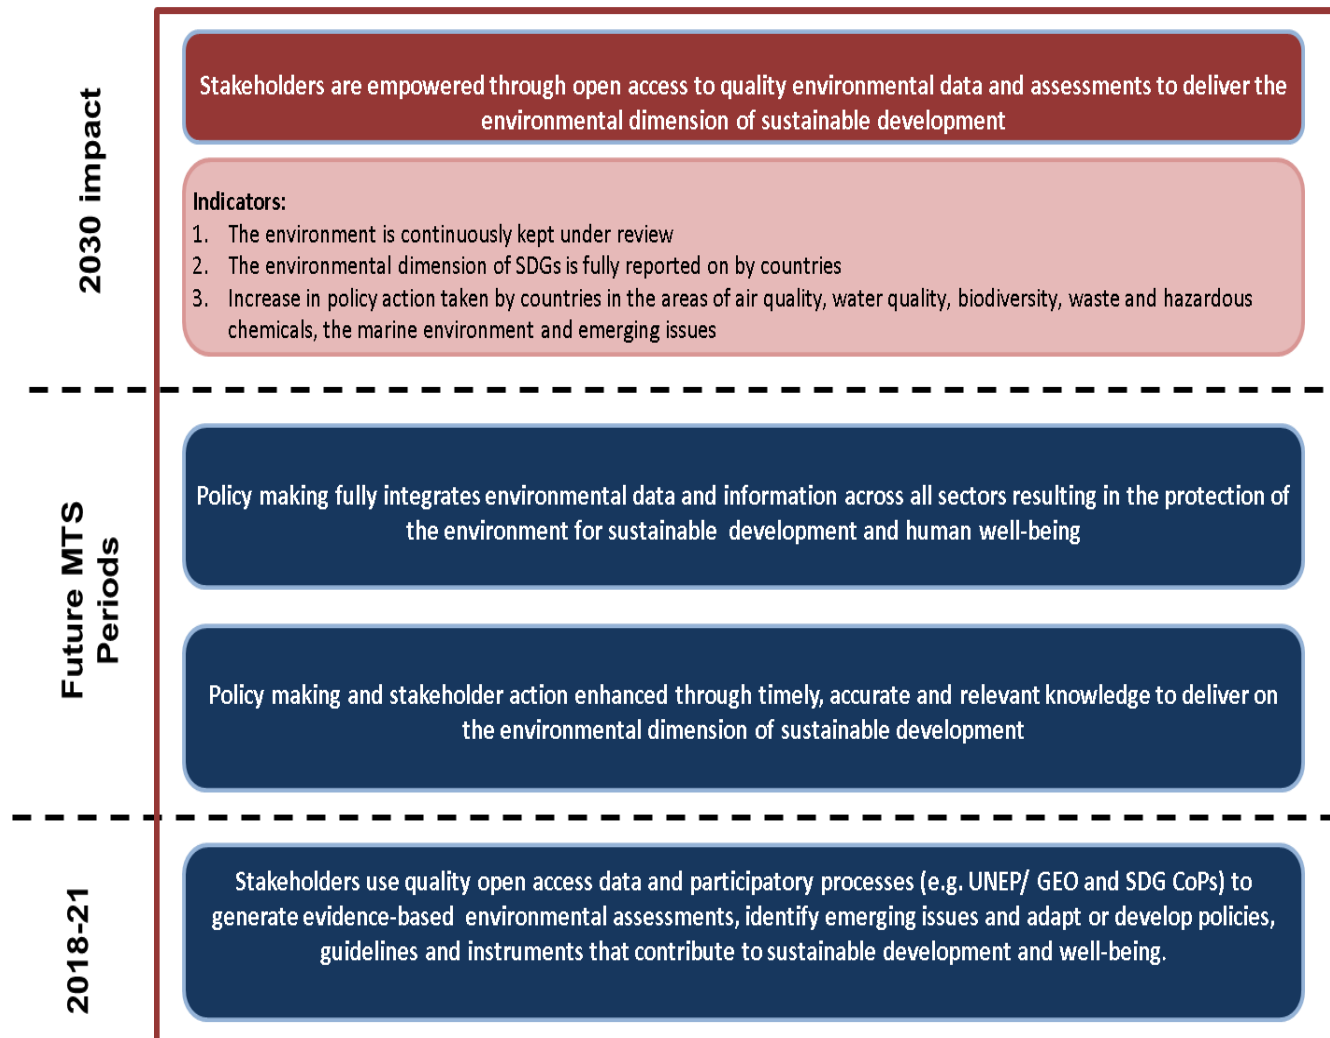 2030 impact
Stakeholders are empowered through open access to quality environmental data and assessments to deliver the
environmental dimension of sustainable development
Indicators:
1. The environment is continuously kept under review
2. The environmental dimension of SDGs is fully reported on by countries
3. Increase in policy action taken by countries in the areas of air quality, water quality, biodiversity, waste and hazardous
chemicals, the marine environment and emerging issues
Future MTS
Periods
Policy making fully integrates environmental data and information across all sectors resulting in the protection of
the environment for sustainable development and human well-being
Policy making and stakeholder action enhanced through timely, accurate and relevant knowledge to deliver on
the environmental dimension of sustainable development
2018-21
Stakeholders use quality open access data and participatory processes (e.g. UNEP/ GEO and SDG CoPs) to
generate evidence-based environmental assessments, identify emerging issues and adapt or develop policies,
guidelines and instruments that contribute to sustainable development and well-being.